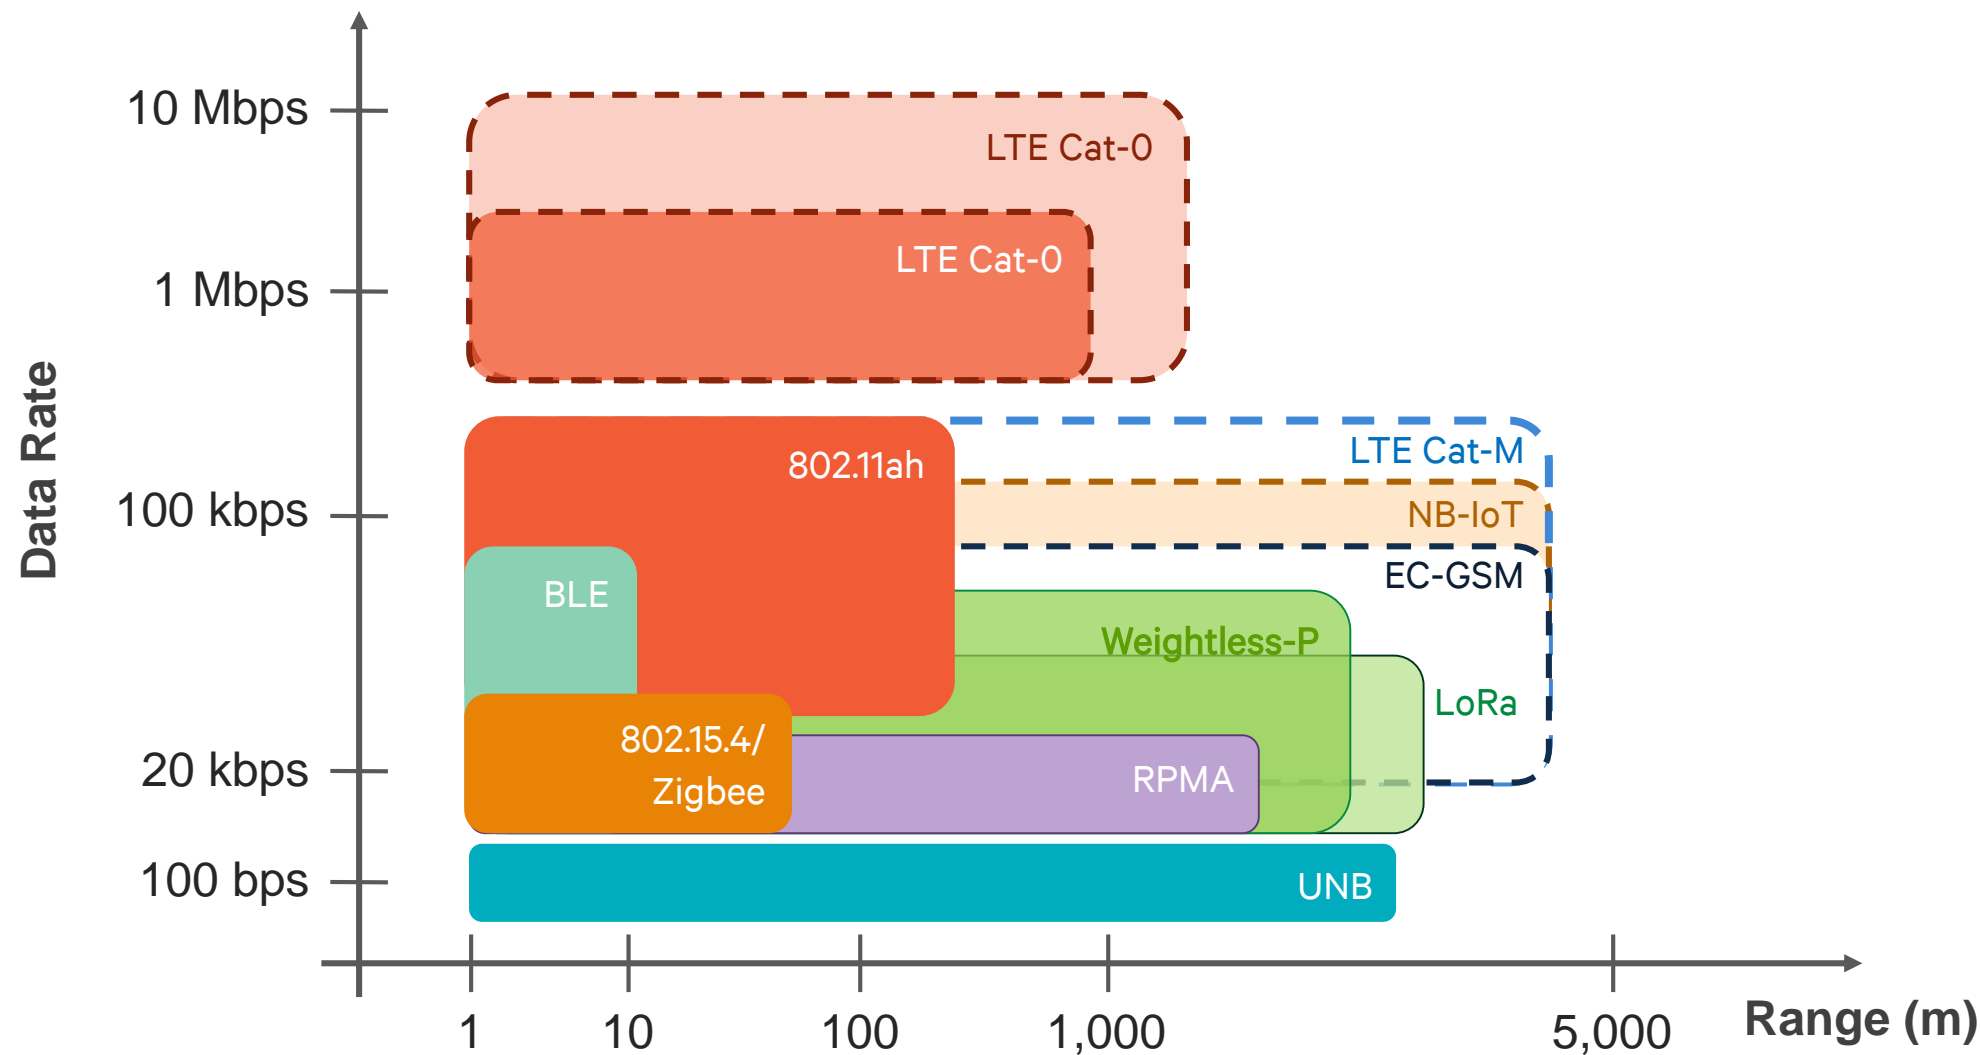 10 Mbps
LTE Cat-0
LTE Cat-0
1 Mbps
Data Rate
802.11ah
LTE Cat-M
100 kbps
NB-IoT
EC-GSM
BLE
Weightless-P
LoRa
802.15.4/
Zigbee
20 kbps
RPMA
100 bps
UNB
1
10
100
1,000
5,000
Range (m)